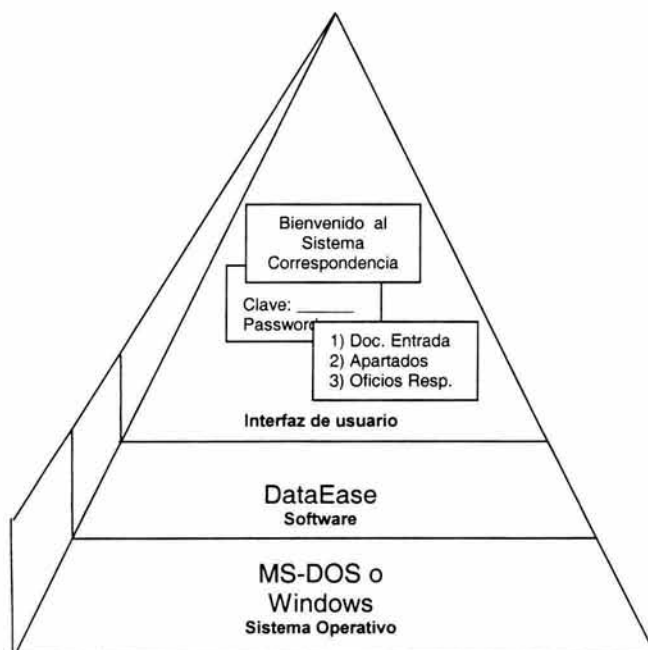 Bienvenido al
Sistema
Correspondencia
Clave: ______
Password
1) Doc. Entrada
2) Apartados
3) Oficios Resp.
Interfaz de usuario
DataEase
Software
MS-DOS o
Windows
Sistema Operativo